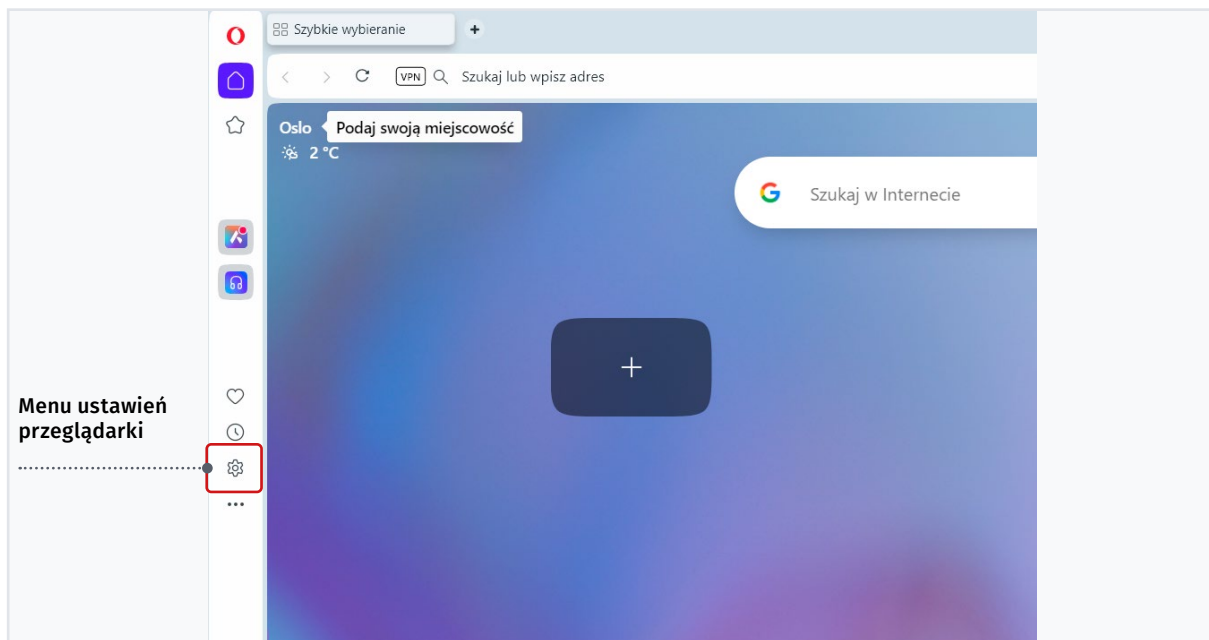 Szybkie wybieranie
VPN
Szukaj lub wpisz adres
Oslo
Podaj swoją miejscowość
2 °C
Szukaj w Internecie
Menu ustawień
przeglądarki